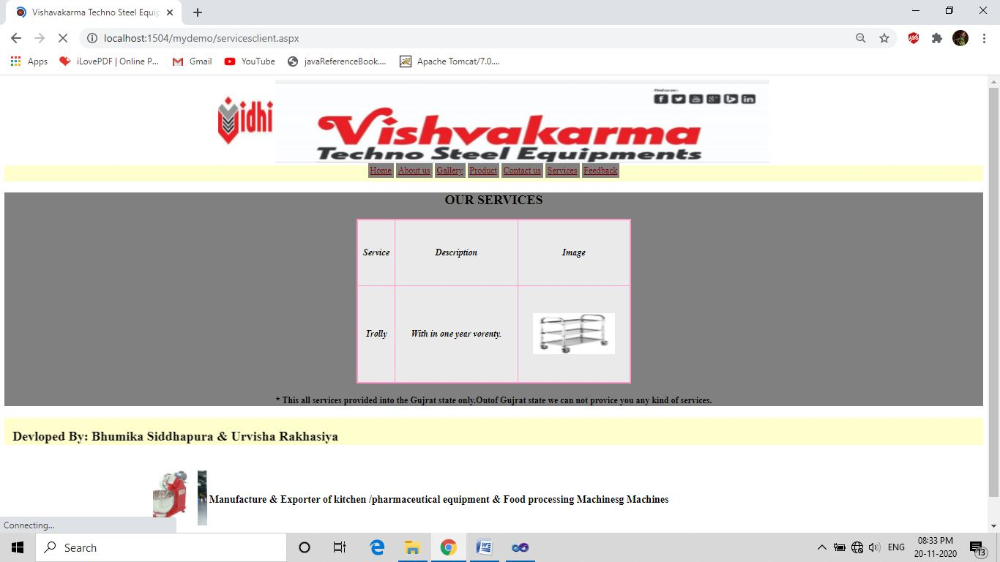 Vishavakarma Techno Steel Equip
localhost:1504/mydemo/servicesclient.aspx
ABP
Apps iLovePDF | Online P... Gmail YouTube javaReferenceBook.... Apache Tomcat/7.0....
Find us on :
Vidhi
Vishvakarma
Techno Steel Equipments
Home About us Gallery Product Contact us Services Feedback
OUR SERVICES
Service Description Image
Trolly With in one year vorenty.
* This all services provided into the Gujrat state only.Outof Gujrat state we can not provice you any kind of services.
Devloped By: Bhumika Siddhapura & Urvisha Rakhasiya
Manufacture & Exporter of kitchen /pharmaceutical equipment & Food processing Machinesg Machines
Connecting...
Search
ENG
08:33 PM
20-11-2020
13